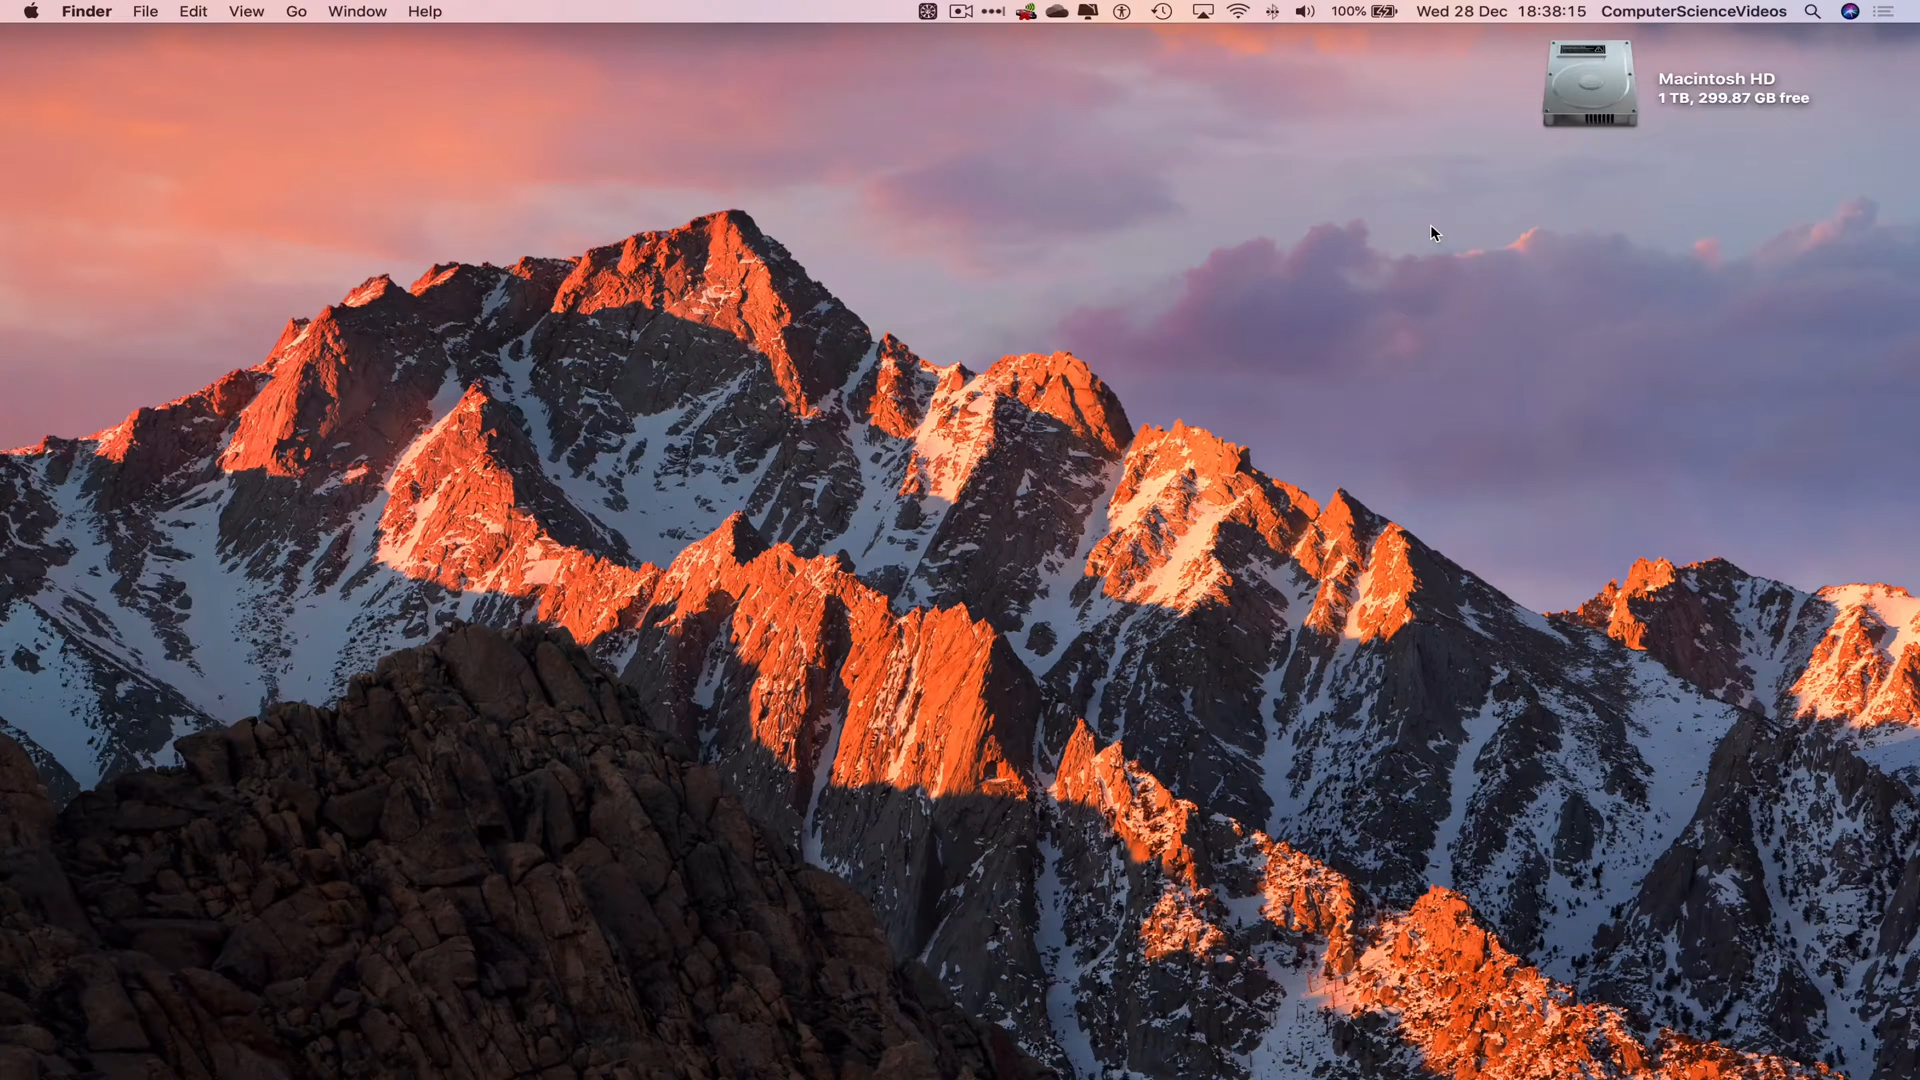 Finder File Edit View Go Window Help 100% Wed 28 Dec 18:38:15 ComputerScienceVideos
Macintosh HD
1 TB, 299.87 GB free